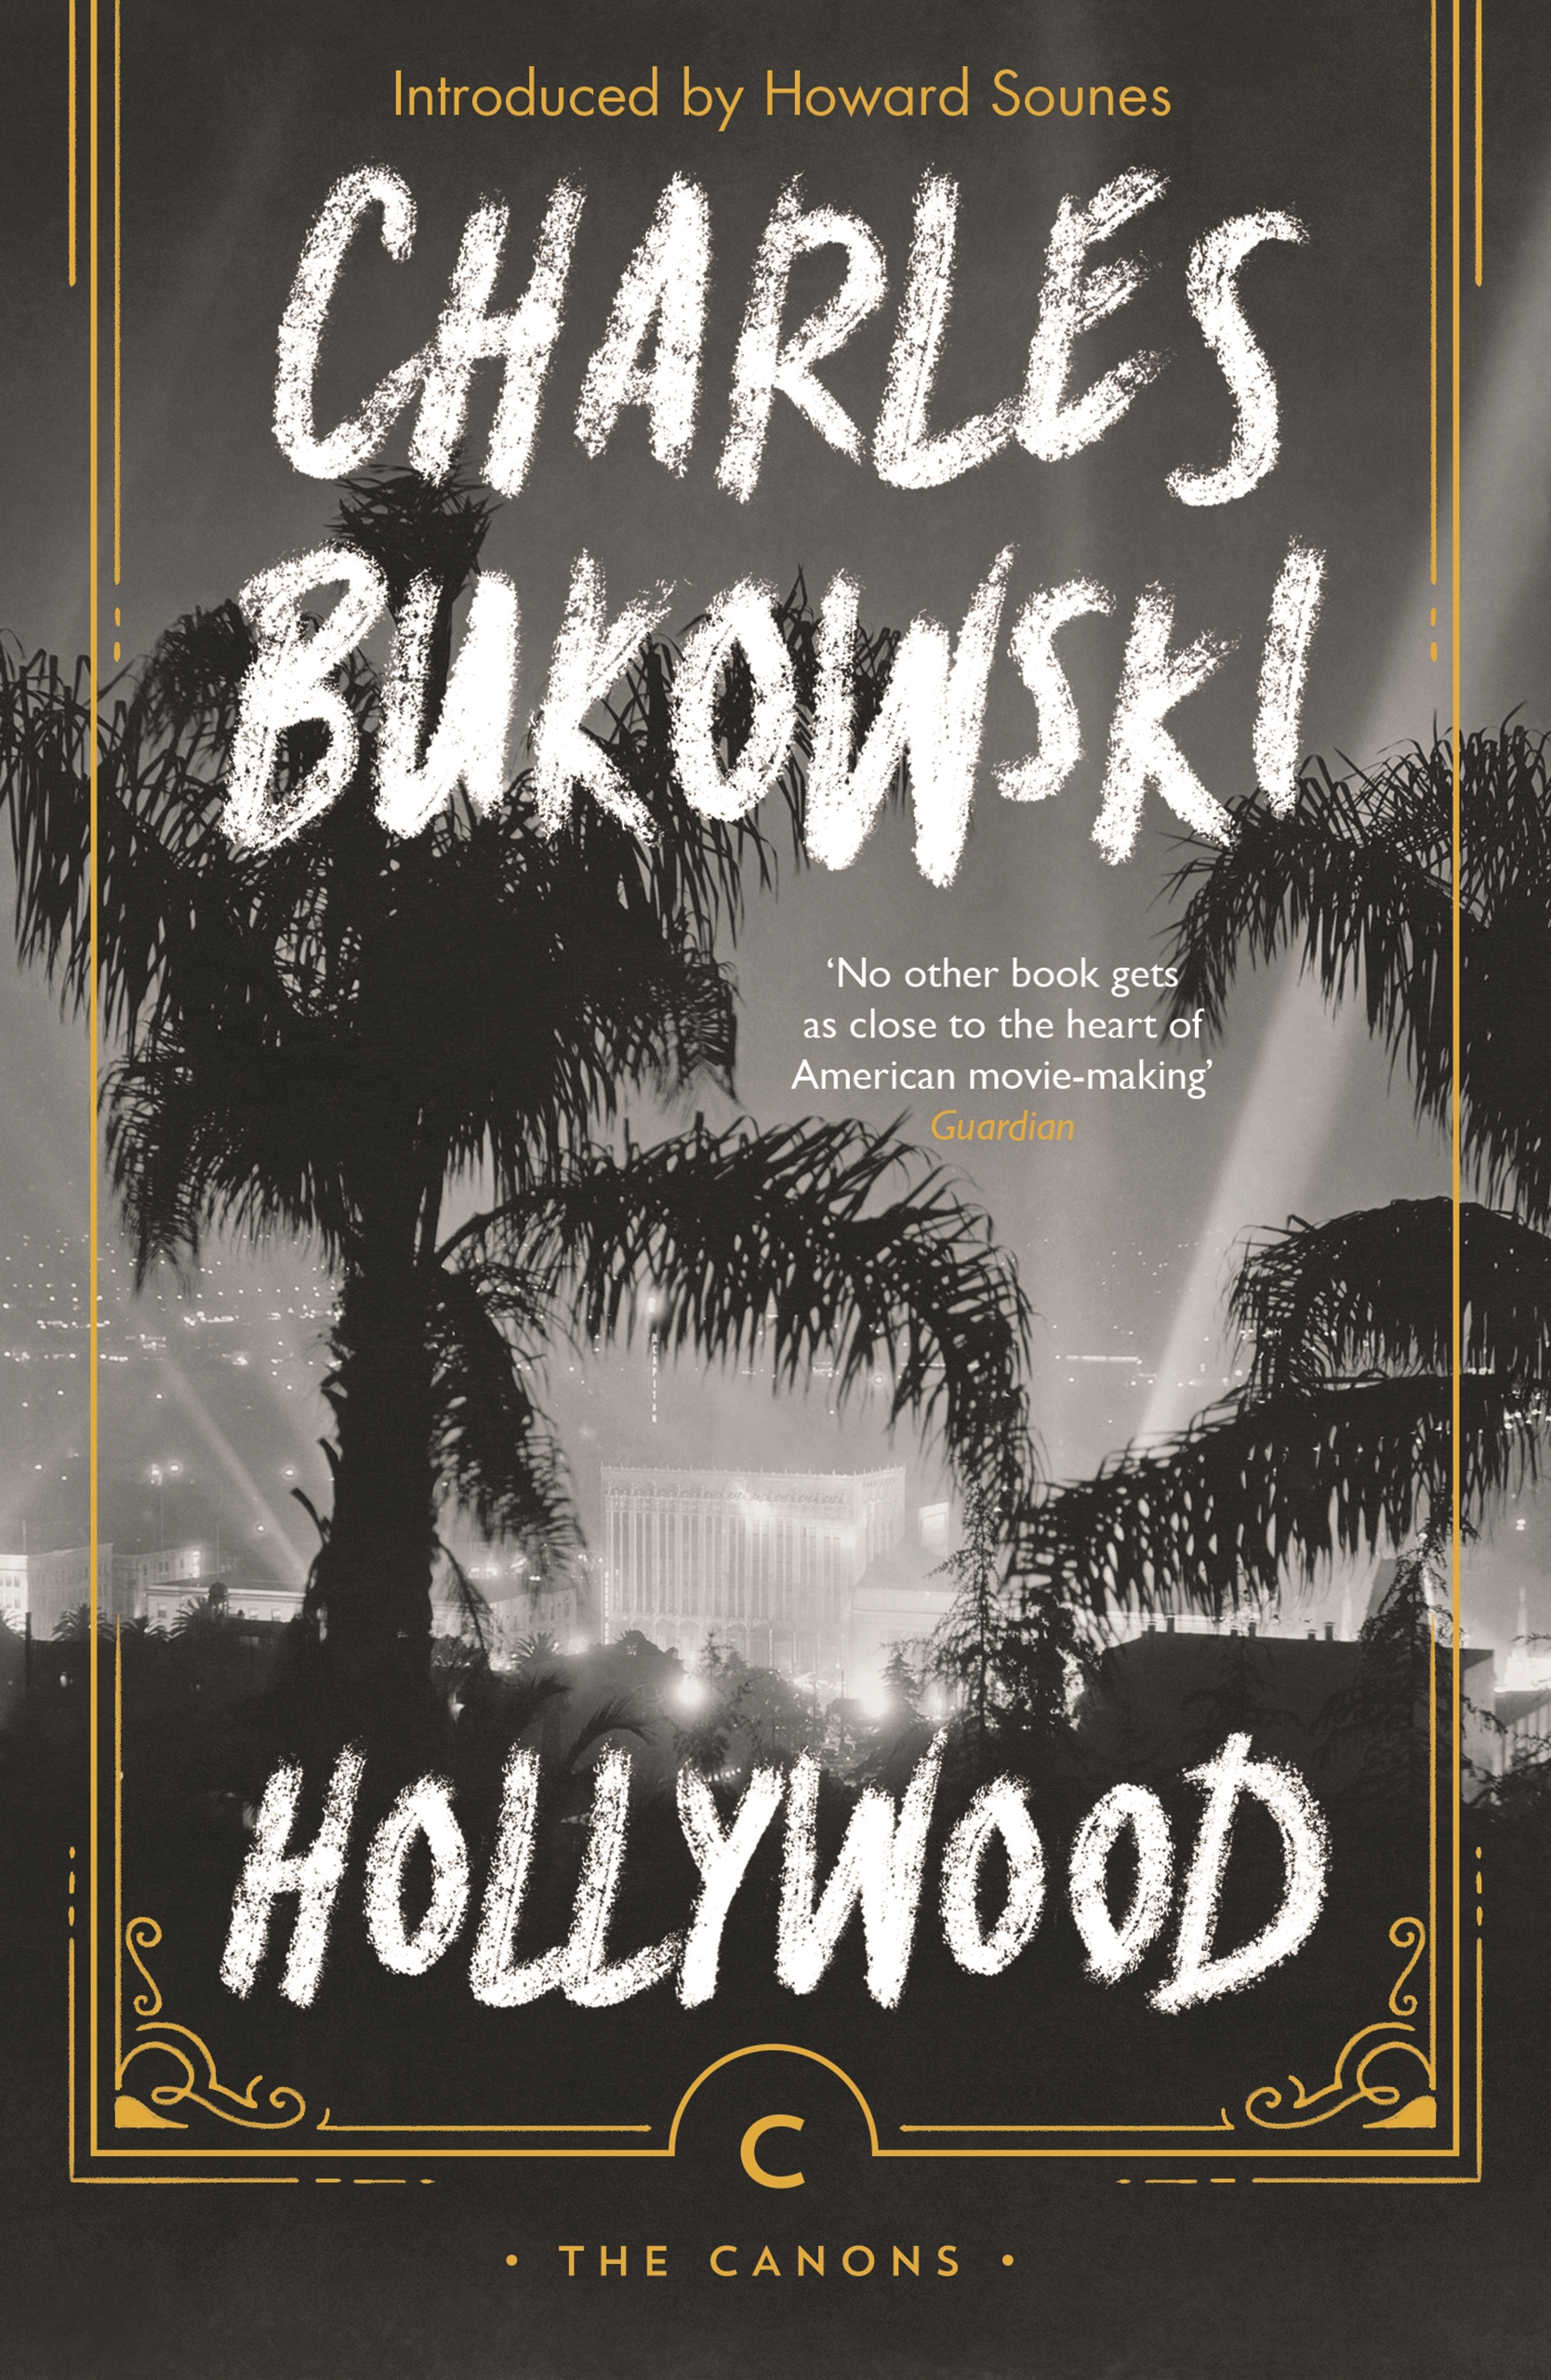 Introduced by Howard Sounes
CHARLES
BUKOWSKI
‘No other book gets
as close to the heart of
American movie-making’
Guardian
HOLLYWOOD
C
• THE CANONS •